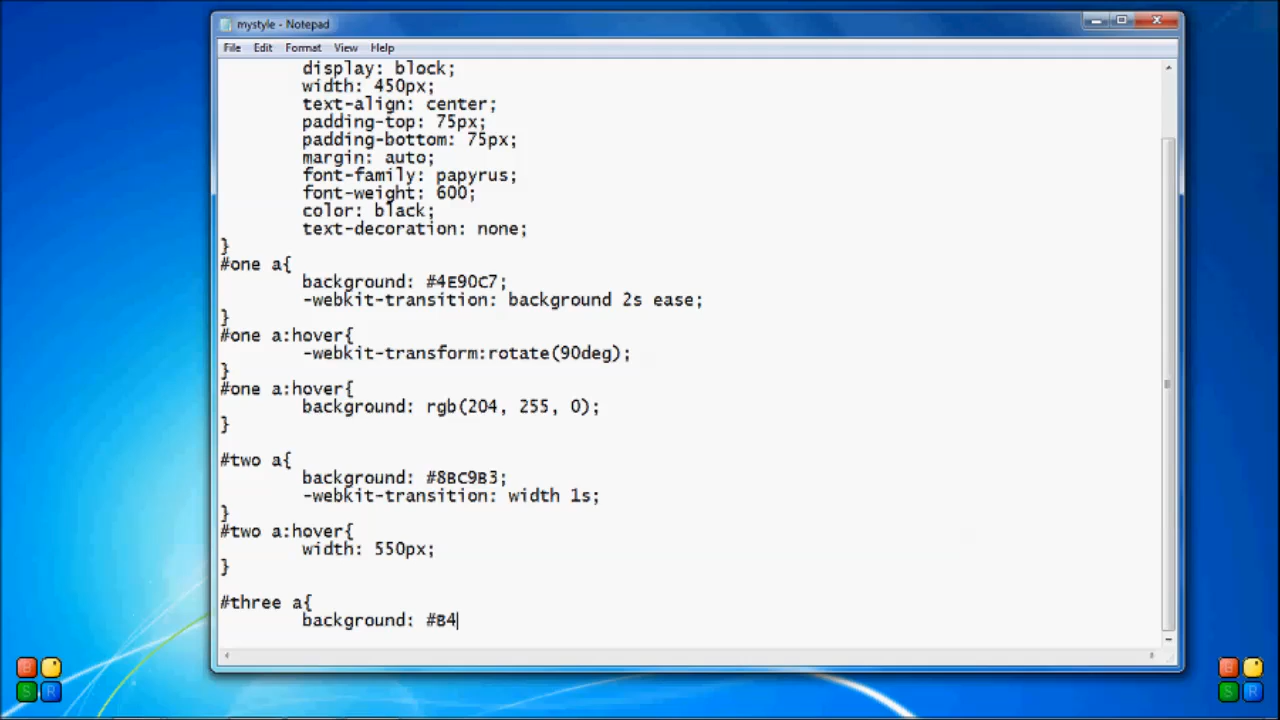 mystyle - Notepad
File Edit Format View Help
display: block;
width: 450px;
text-align: center;
padding-top: 75px;
padding-bottom: 75px;
margin: auto;
font-family: papyrus;
font-weight: 600;
color: black;
text-decoration: none;
}
#one a{
background: #4E90C7;
-webkit-transition: background 2s ease;
}
#one a:hover{
-webkit-transform:rotate(90deg);
}
#one a:hover{
background: rgb(204, 255, 0);
}
#two a{
background: #8BC9B3;
-webkit-transition: width 1s;
}
#two a:hover{
width: 550px;
}
#three a{
background: #B4
S R
S R